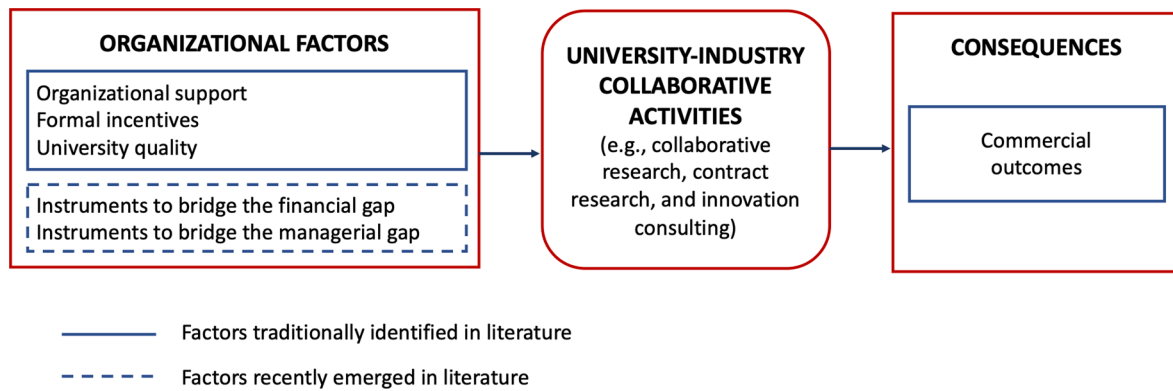 ORGANIZATIONAL FACTORS
Organizational support
Formal incentives
University quality
Instruments to bridge the financial gap
Instruments to bridge the managerial gap
UNIVERSITY-INDUSTRY
COLLABORATIVE
ACTIVITIES
(e.g., collaborative
research, contract
research, and innovation
consulting)
CONSEQUENCES
Commercial
outcomes
Factors traditionally identified in literature
Factors recently emerged in literature